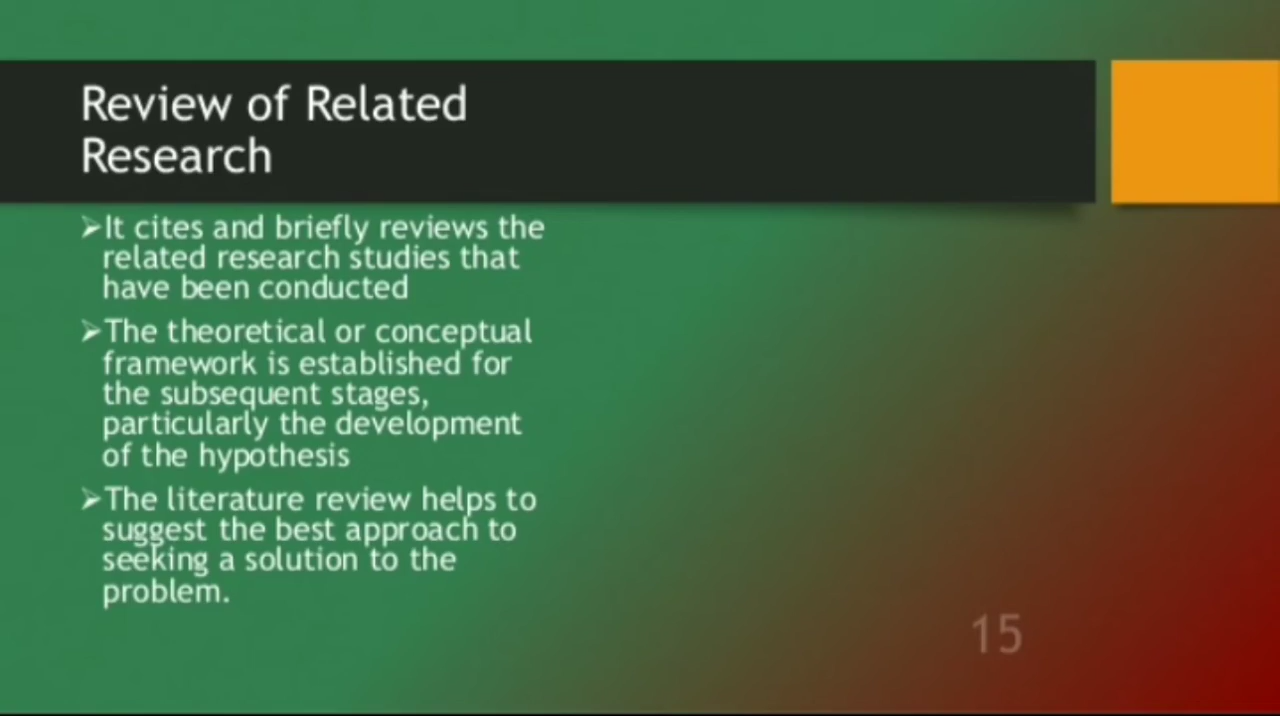 Review of Related
Research
➢It cites and briefly reviews the
related research studies that
have been conducted
➢The theoretical or conceptual
framework is established for
the subsequent stages,
particularly the development
of the hypothesis
➢The literature review helps to
suggest the best approach to
seeking a solution to the
problem.
15